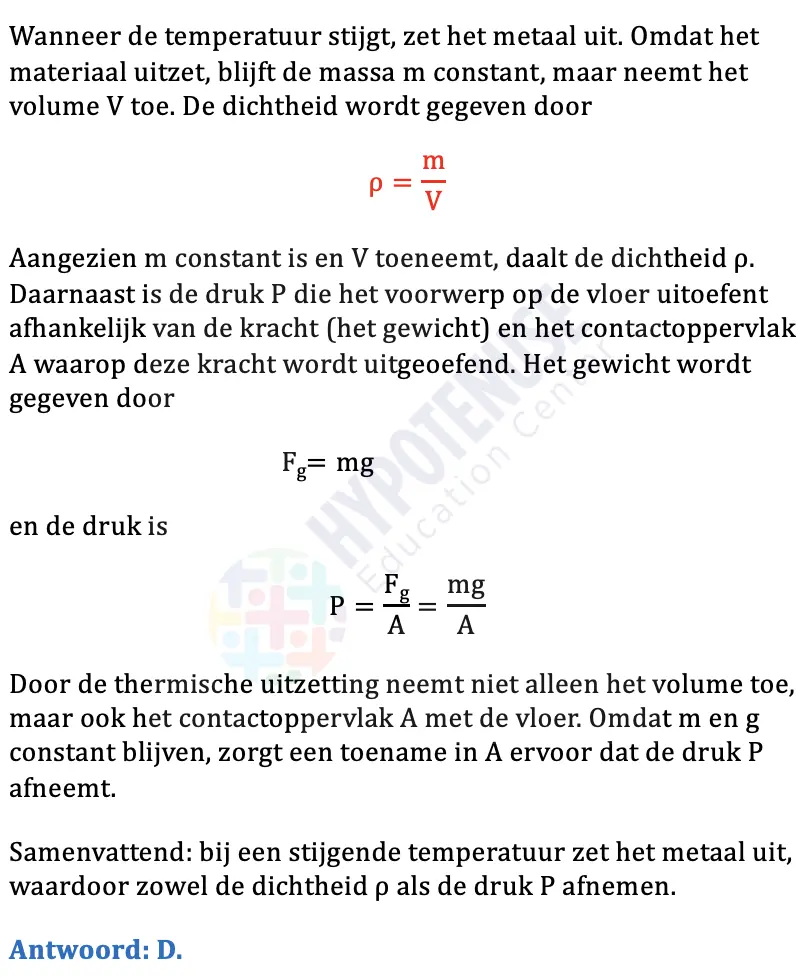 Wanneer de temperatuur stijgt, zet het metaal uit. Omdat het
materiaal uitzet, blijft de massa m constant, maar neemt het
volume V toe. De dichtheid wordt gegeven door
ρ = m/V
Aangezien m constant is en V toeneemt, daalt de dichtheid ρ.
Daarnaast is de druk P die het voorwerp op de vloer uitoefent
afhankelijk van de kracht (het gewicht) en het contactoppervlak
A waarop deze kracht wordt uitgeoefend. Het gewicht wordt
gegeven door
F_g= mg
en de druk is
P = F_g/A = mg/A
Door de thermische uitzetting neemt niet alleen het volume toe,
maar ook het contactoppervlak A met de vloer. Omdat m en g
constant blijven, zorgt een toename in A ervoor dat de druk P
afneemt.
Samenvattend: bij een stijgende temperatuur zet het metaal uit,
waardoor zowel de dichtheid ρ als de druk P afnemen.
Antwoord: D.
HYPOTENUSE
Education Center